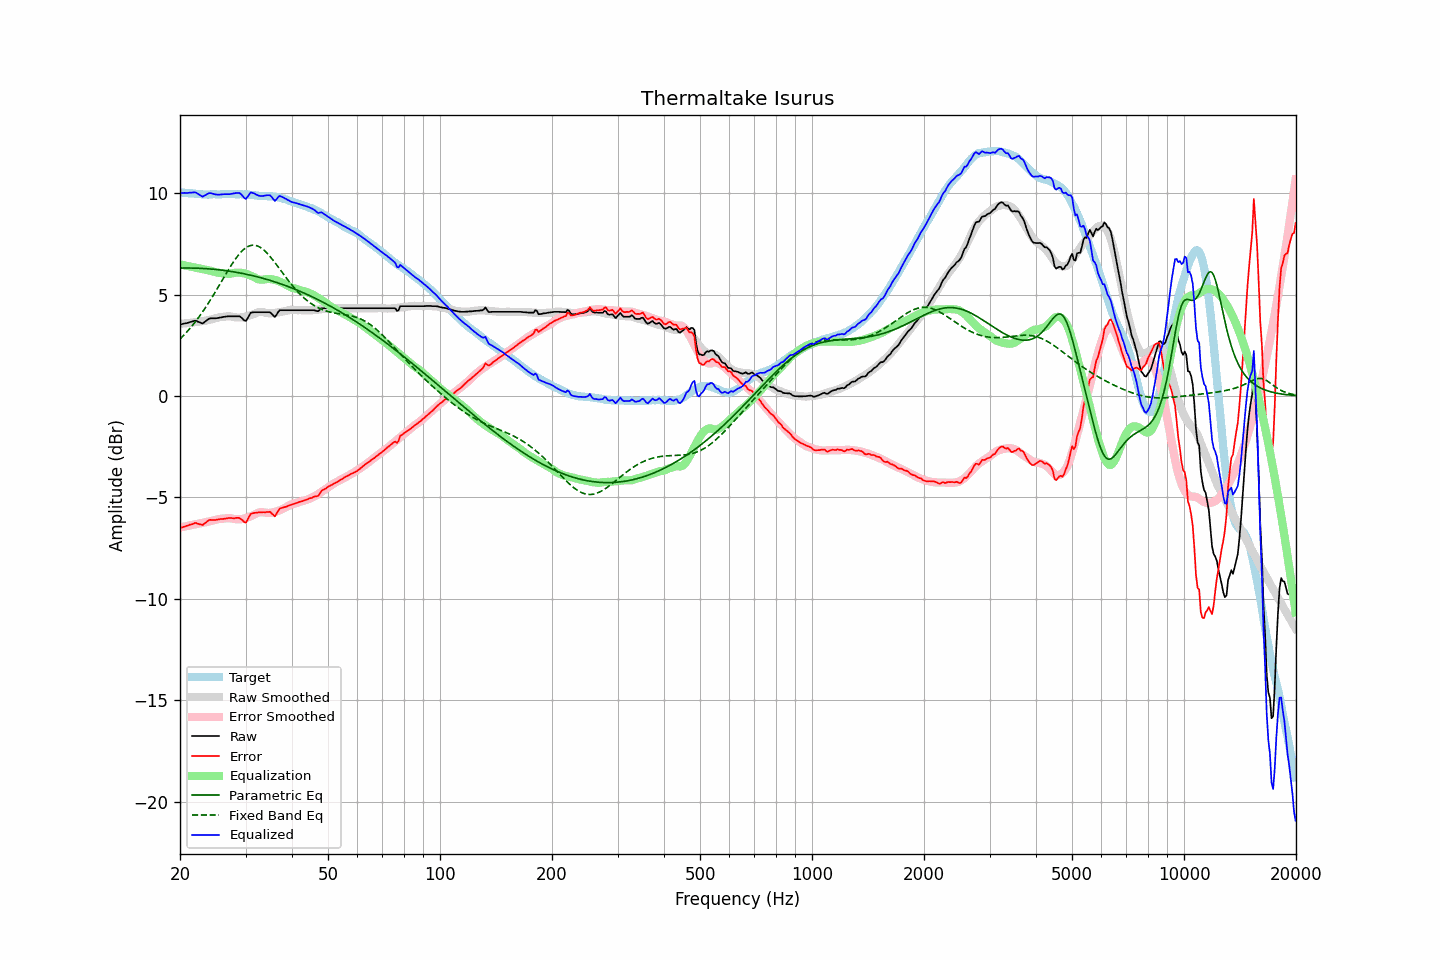 Thermaltake Isurus
Amplitude (dBr)
10
5
0
−5
−10
−15
−20
Target
Raw Smoothed
Error Smoothed
Raw
Error
Equalization
Parametric Eq
Fixed Band Eq
Equalized
20 50 100 200 500 1000 2000 5000 10000 20000
Frequency (Hz)